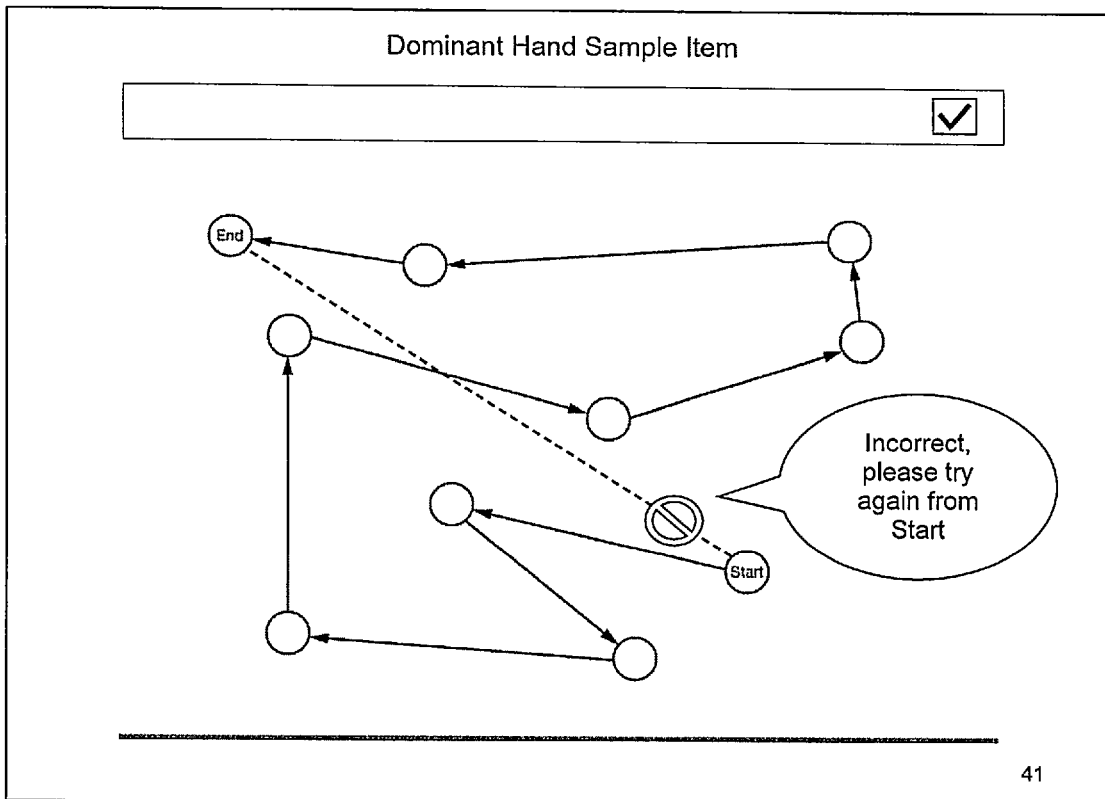 Dominant Hand Sample Item
End
Incorrect,
please try
again from
Start
Start
41